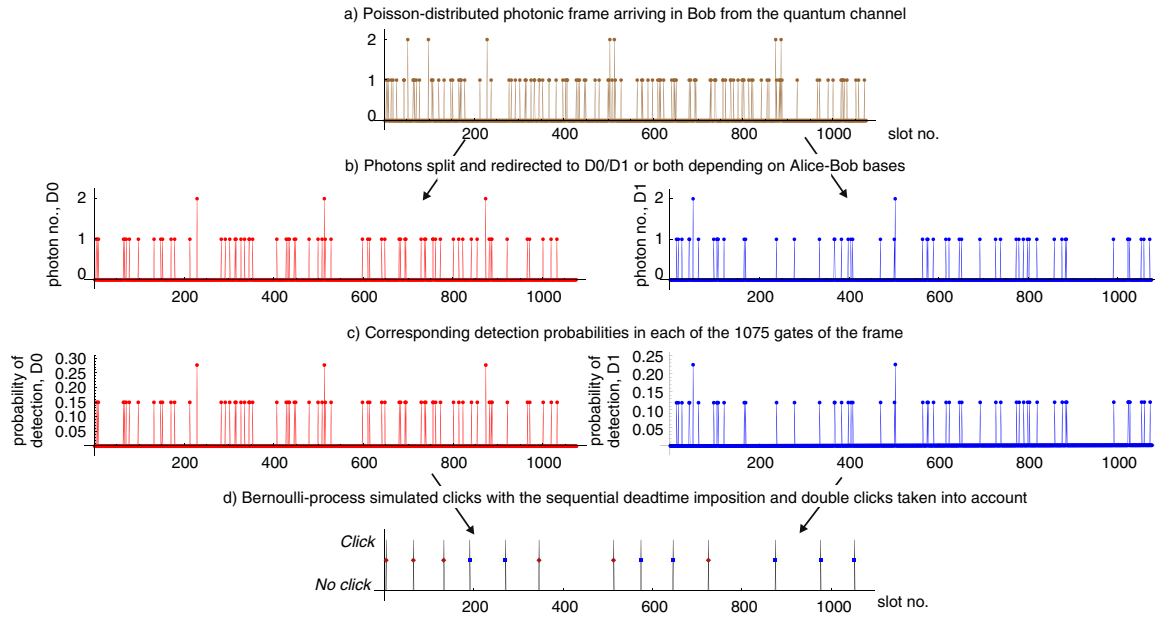 a) Poisson-distributed photonic frame arriving in Bob from the quantum channel
2
1
0
200 400 600 800 1000 slot no.
b) Photons split and redirected to D0/D1 or both depending on Alice-Bob bases
photon no., D0
2
1
0
200 400 600 800 1000
photon no., D1
2
1
0
200 400 600 800 1000
c) Corresponding detection probabilities in each of the 1075 gates of the frame
probability of
detection, D0
0.30
0.25
0.20
0.15
0.10
0.05
200 400 600 800 1000
probability of
detection, D1
0.25
0.20
0.15
0.10
0.05
200 400 600 800 1000
d) Bernoulli-process simulated clicks with the sequential deadtime imposition and double clicks taken into account
Click
No click
200 400 600 800 1000 slot no.